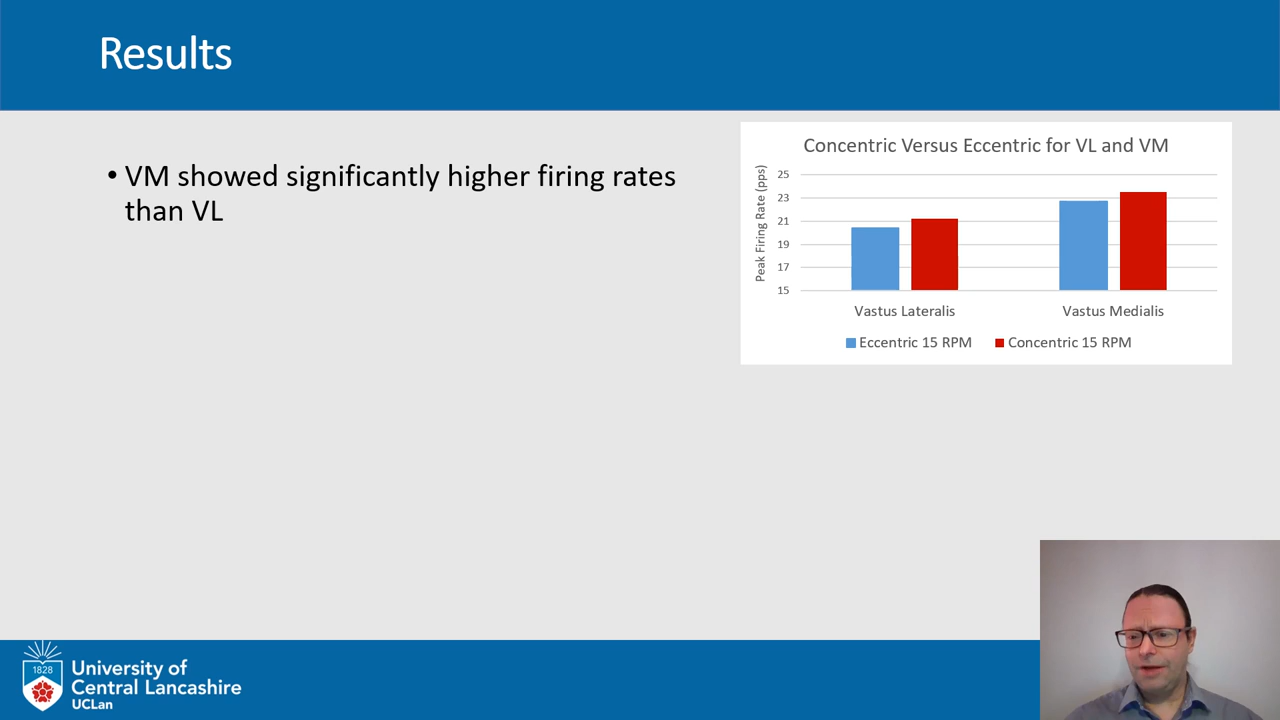 Results
• VM showed significantly higher firing rates
than VL
Concentric Versus Eccentric for VL and VM
Peak Firing Rate (pps)
25
23
21
19
17
15
Vastus Lateralis
Vastus Medialis
Eccentric 15 RPM
Concentric 15 RPM
1828
University of
Central Lancashire
UCLan